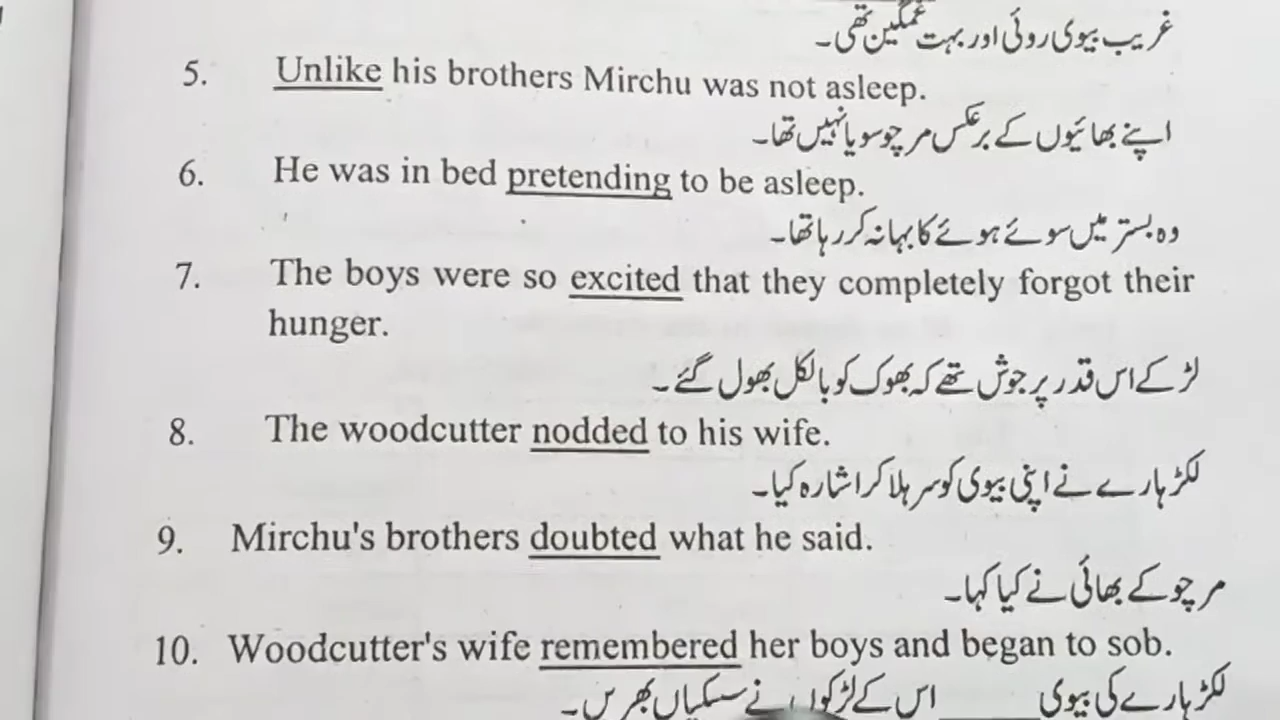 غریب بیوی روئی اور بہت غمگین تھی۔
5. Unlike his brothers Mirchu was not asleep.
اپنے بھائیوں کے برعکس مرچو سویا نہیں تھا۔
6. He was in bed pretending to be asleep.
وہ بستر میں سوئے ہوئے کا بہانہ کر رہا تھا۔
7. The boys were so excited that they completely forgot their
hunger.
لڑکے اس قدر پرجوش تھے کہ بھوک کو بالکل بھول گئے۔
8. The woodcutter nodded to his wife.
لکڑہارے نے اپنی بیوی کو سر ہلا کر اشارہ کیا۔
9. Mirchu's brothers doubted what he said.
مرچو کے بھائی نے کیا کہا۔
10. Woodcutter's wife remembered her boys and began to sob.
لکڑہارے کی بیوی _____ اس کے لڑکوں نے سسکیاں بھریں۔